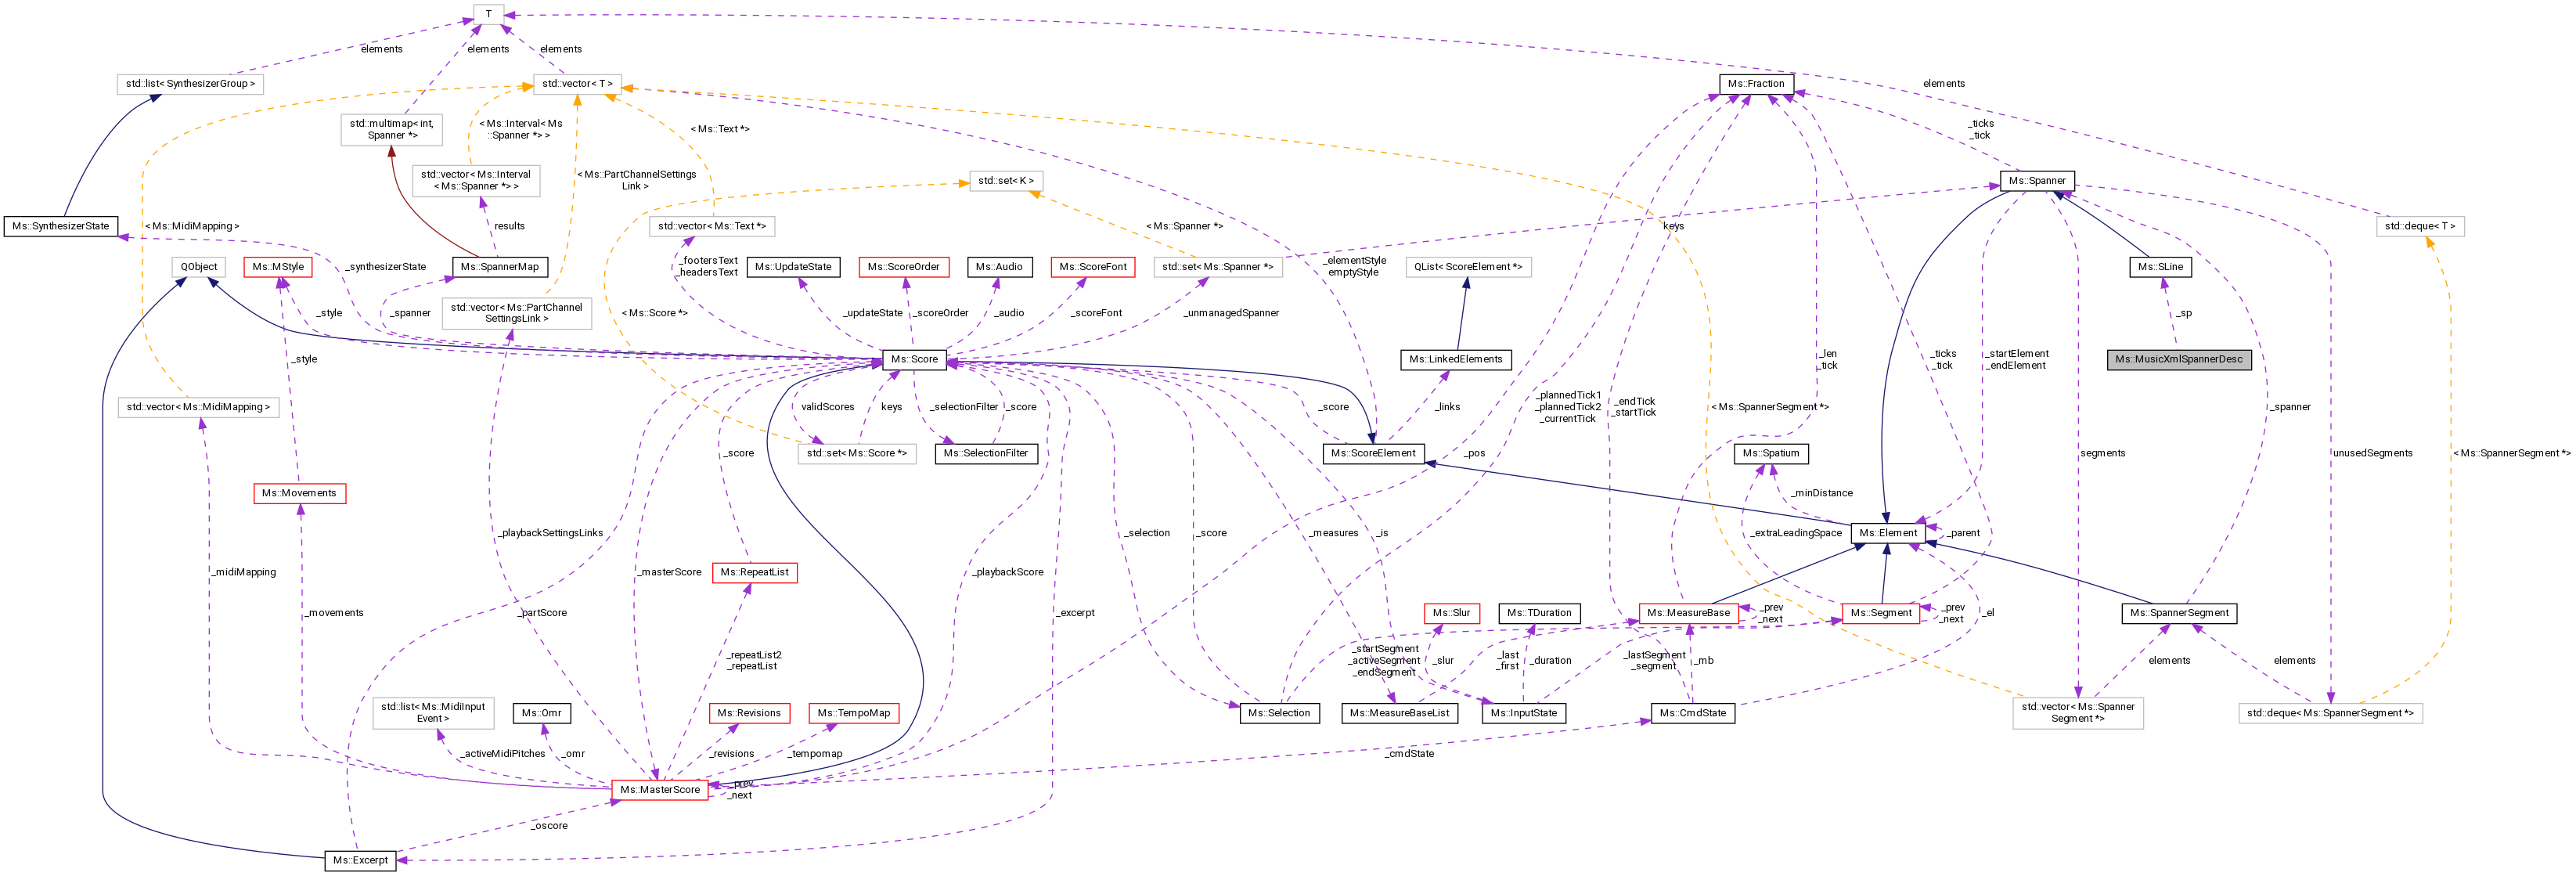 T
elements
elements
elements
std::list< SynthesizerGroup >
std::vector< T >
Ms::Fraction
elements
std::multimap< int,
Spanner *>
< Ms::Interval< Ms
::Spanner *> >
< Ms::Text *>
_ticks
_tick
std::vector< Ms::Interval
< Ms::Spanner *> >
< Ms::PartChannelSettings
Link >
std::set< K >
Ms::Spanner
Ms::SynthesizerState
< Ms::MidiMapping >
results
std::vector< Ms::Text *>
< Ms::Spanner *>
keys
std::deque< T >
QObject
Ms::MStyle
_synthesizerState
Ms::SpannerMap
_footersText
_headersText
Ms::UpdateState
Ms::ScoreOrder
Ms::Audio
Ms::ScoreFont
std::set< Ms::Spanner *>
_elementStyle
emptyStyle
QList< ScoreElement *>
Ms::SLine
_style
_spanner
std::vector< Ms::PartChannel
SettingsLink >
< Ms::Score *>
_updateState
_scoreOrder
_audio
_scoreFont
_unmanagedSpanner
_sp
_style
Ms::Score
Ms::LinkedElements
_len
_tick
_ticks
_tick
_startElement
_endElement
Ms::MusicXmlSpannerDesc
std::vector< Ms::MidiMapping >
validScores
keys
_selectionFilter
_score
_score
_links
_plannedTick1
_plannedTick2
_currentTick
_endTick
_startTick
< Ms::SpannerSegment *>
_spanner
_score
std::set< Ms::Score *>
Ms::SelectionFilter
Ms::ScoreElement
_pos
Ms::Spatium
segments
unusedSegments
< Ms::SpannerSegment *>
Ms::Movements
_minDistance
_playbackSettingsLinks
_selection
_score
_measures
_is
_extraLeadingSpace
Ms::Element
_parent
_midiMapping
_masterScore
Ms::RepeatList
_playbackScore
_movements
_partScore
_excerpt
Ms::Slur
Ms::TDuration
Ms::MeasureBase
_prev
_next
Ms::Segment
_prev
_next
_el
Ms::SpannerSegment
_repeatList2
_repeatList
_startSegment
_activeSegment
_endSegment
_slur
_last
_first
_duration
_lastSegment
_segment
_mb
elements
elements
std::list< Ms::MidiInput
Event >
Ms::Omr
Ms::Revisions
Ms::TempoMap
Ms::Selection
Ms::MeasureBaseList
Ms::InputState
Ms::CmdState
std::vector< Ms::Spanner
Segment *>
std::deque< Ms::SpannerSegment *>
_activeMidiPitches
_omr
_revisions
_tempomap
_cmdState
Ms::MasterScore
_prev
_next
_oscore
Ms::Excerpt